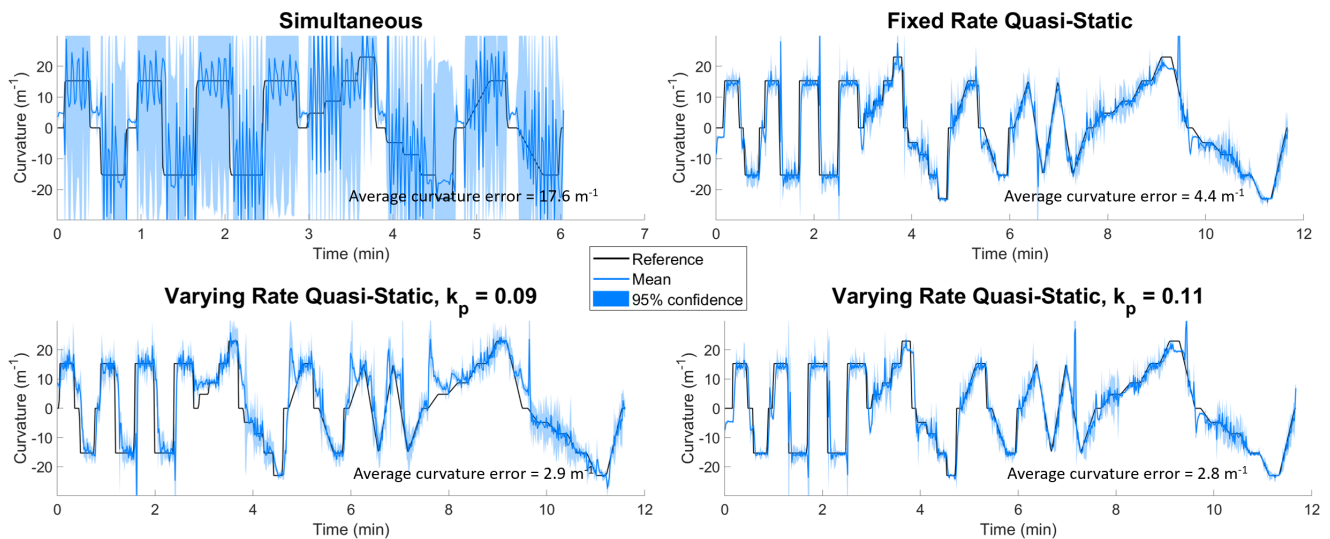 Simultaneous
Curvature (m-1)
20
10
0
-10
-20
Average curvature error = 17.6 m-1
0 1 2 3 4 5 6 7
Time (min)
Fixed Rate Quasi-Static
Curvature (m-1)
20
10
0
-10
-20
Average curvature error = 4.4 m-1
0 2 4 6 8 10 12
Time (min)
Reference
Mean
95% confidence
Varying Rate Quasi-Static, kp = 0.09
Curvature (m-1)
20
10
0
-10
-20
Average curvature error = 2.9 m-1
0 2 4 6 8 10 12
Time (min)
Varying Rate Quasi-Static, kp = 0.11
Curvature (m-1)
20
10
0
-10
-20
Average curvature error = 2.8 m-1
0 2 4 6 8 10 12
Time (min)